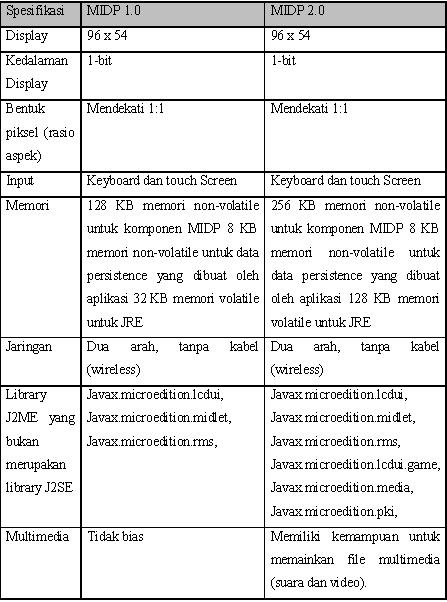 Spesifikasi MIDP 1.0 MIDP 2.0
Display 96 x 54 96 x 54
Kedalaman Display 1-bit 1-bit
Bentuk piksel (rasio aspek) Mendekati 1:1 Mendekati 1:1
Input Keyboard dan touch Screen Keyboard dan touch Screen
Memori
128 KB memori non-volatile
untuk komponen MIDP 8 KB
memori non-volatile untuk data
persistence yang dibuat oleh
aplikasi 32 KB memori volatile
untuk JRE
256 KB memori non-volatile
untuk komponen MIDP 8 KB
memori non-volatile untuk
data persistence yang dibuat
oleh aplikasi 128 KB memori
volatile untuk JRE
Jaringan
Dua arah, tanpa kabel
(wireless)
Dua arah, tanpa kabel
(wireless)
Library
J2ME yang
bukan
merupakan
library J2SE
Javax.microedition.lcdui,
Javax.microedition.midlet,
Javax.microedition.rms,
Javax.microedition.lcdui,
Javax.microedition.midlet,
Javax.microedition.rms,
Javax.microedition.lcdui.game,
Javax.microedition.media,
Javax.microedition.pki,
Multimedia
Tidak bias
Memiliki kemampuan untuk
memainkan file multimedia
(suara dan video).